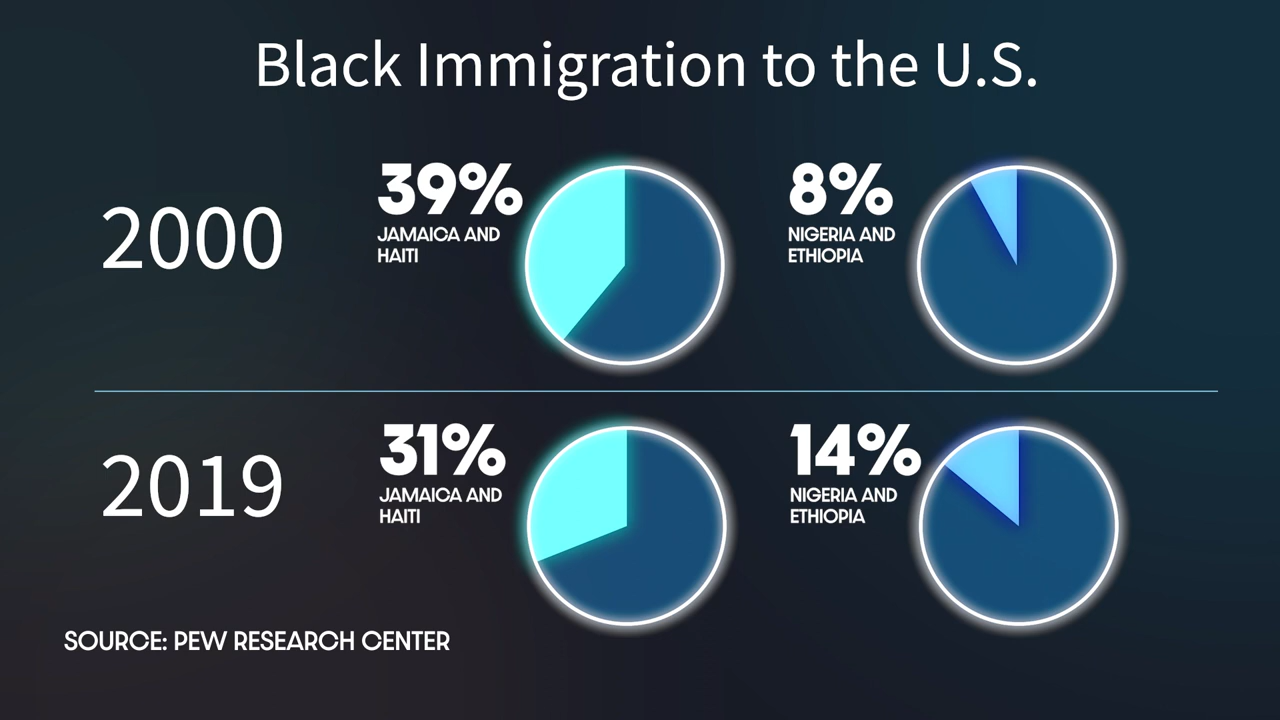 Black Immigration to the U.S.
2000
39%
JAMAICA AND
HAITI
8%
NIGERIA AND
ETHIOPIA
2019
31%
JAMAICA AND
HAITI
14%
NIGERIA AND
ETHIOPIA
SOURCE: PEW RESEARCH CENTER